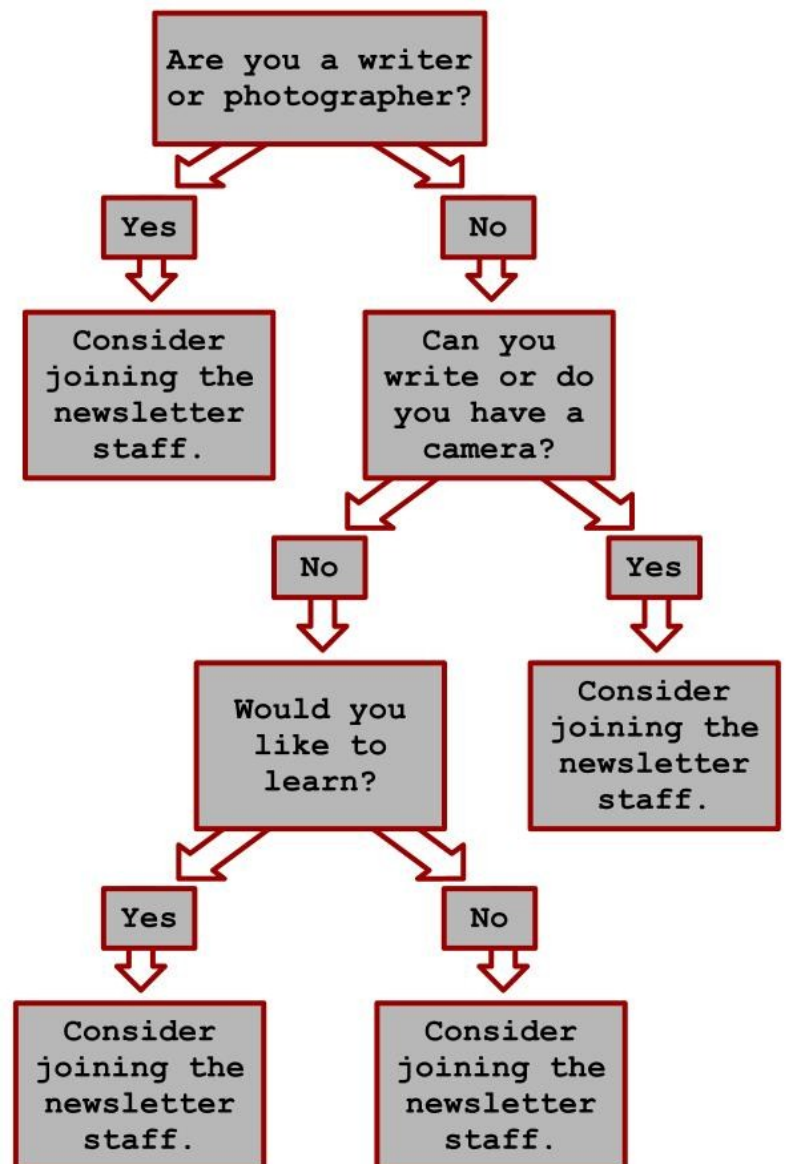 Are you a writer
or photographer?
Yes
No
Consider
joining the
newsletter
staff.
Can you
write or do
you have a
camera?
No
Yes
Would you
like to
learn?
Consider
joining the
newsletter
staff.
Yes
No
Consider
joining the
newsletter
staff.
Consider
joining the
newsletter
staff.